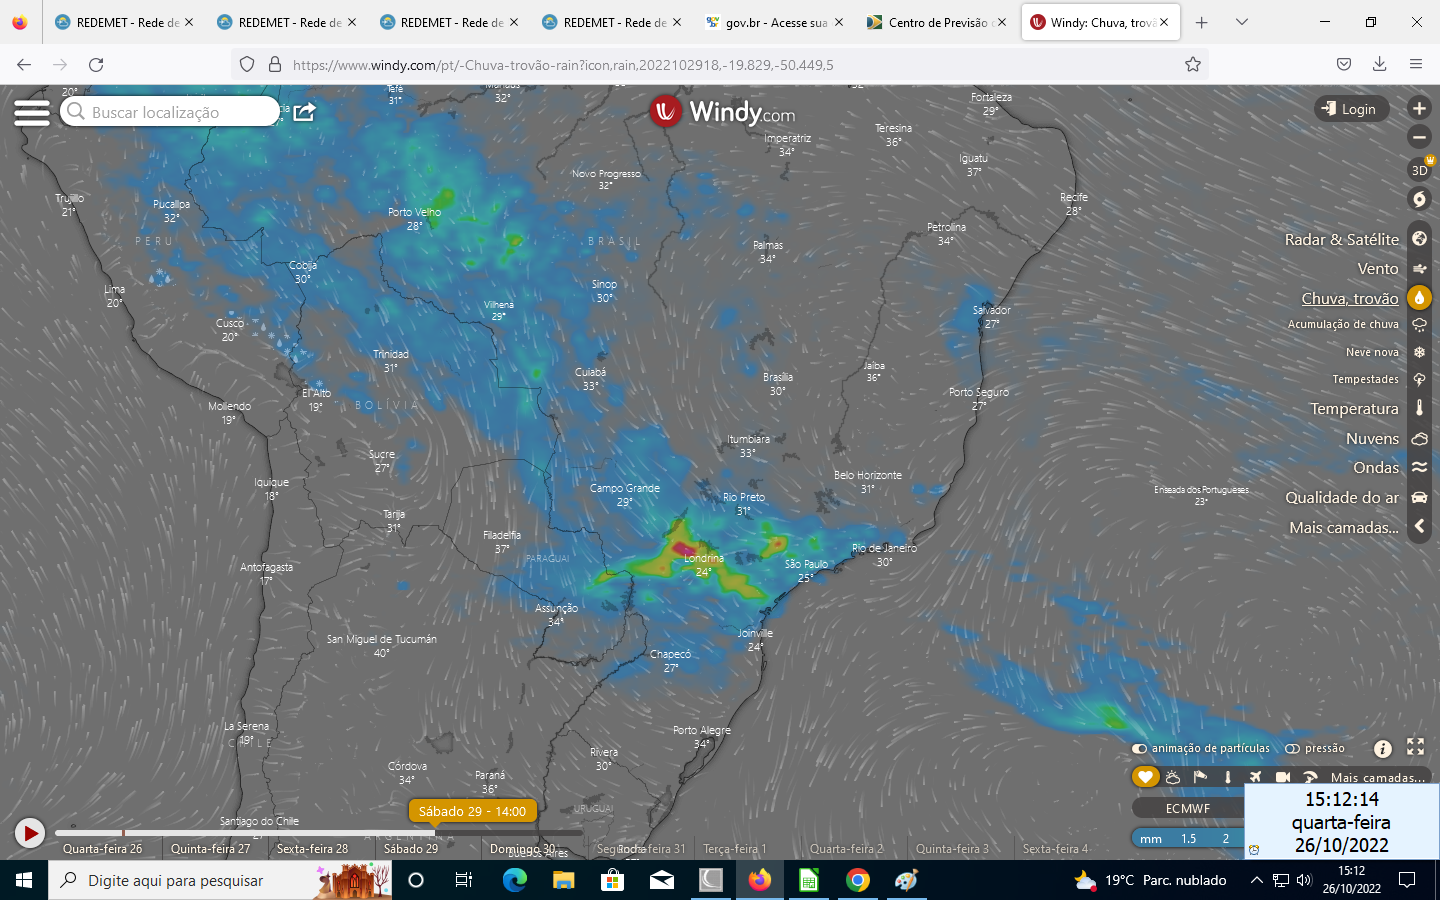 REDEMET - Rede de
REDEMET - Rede de
REDEMET - Rede de
REDEMET - Rede de
gov.br - Acesse sua
Centro de Previsão
Windy: Chuva, trov
https://www.windy.com/pt/-Chuva-trovão-rain?icon,rain,2022102918,-19.829,-50.449,5
Buscar localização
Windy.com
Login
3D
20°
Tefé
31°
Manaus
32°
32°
Fortaleza
29°
Teresina
36°
Imperatriz
34°
Iguatu
37°
Novo Progresso
32°
Trujillo
21°
Pucallpa
32°
Porto Velho
28°
Recife
28°
Petrolina
34°
PERU
BRASIL
Palmas
34°
Radar & Satélite
Vento
Chuva, trovão
Acumulação de chuva
Neve nova
Tempestades
Temperatura
Nuvens
Ondas
Qualidade do ar
Mais camadas...
Cobija
30°
Lima
20°
Sinop
30°
Vilhena
29°
Salvador
27°
Cusco
20°
Trinidad
31°
Cuiabá
33°
Brasília
30°
Jaíba
36°
El Alto
19°
BOLÍVIA
Porto Seguro
27°
Mollendo
19°
Itumbiara
33°
Sucre
27°
Belo Horizonte
31°
Iquique
18°
Campo Grande
29°
Rio Preto
31°
Enseada dos Portugueses
23°
Tarija
31°
Filadelfia
37°
PARAGUAI
Londrina
24°
São Paulo
25°
Rio de Janeiro
30°
Antofagasta
17°
Assunção
34°
San Miguel de Tucumán
40°
Joinville
24°
Chapecó
27°
La Serena
19°
CHILE
Porto Alegre
34°
Rivera
30°
Córdova
34°
Paraná
36°
URUGUAI
Santiago do Chile
ARGENTINA
Buenos Aires
Rocha
animação de partículas
pressão
Mais camadas...
ECMWF
mm 1.5 2
Sábado 29 - 14:00
Quarta-feira 26
Quinta-feira 27
Sexta-feira 28
Sábado 29
Domingo 30
Segunda-feira 31
Terça-feira 1
Quarta-feira 2
Quinta-feira 3
Sexta-feira 4
15:12:14
quarta-feira
26/10/2022
Digite aqui para pesquisar
19°C Parc. nublado
15:12
26/10/2022